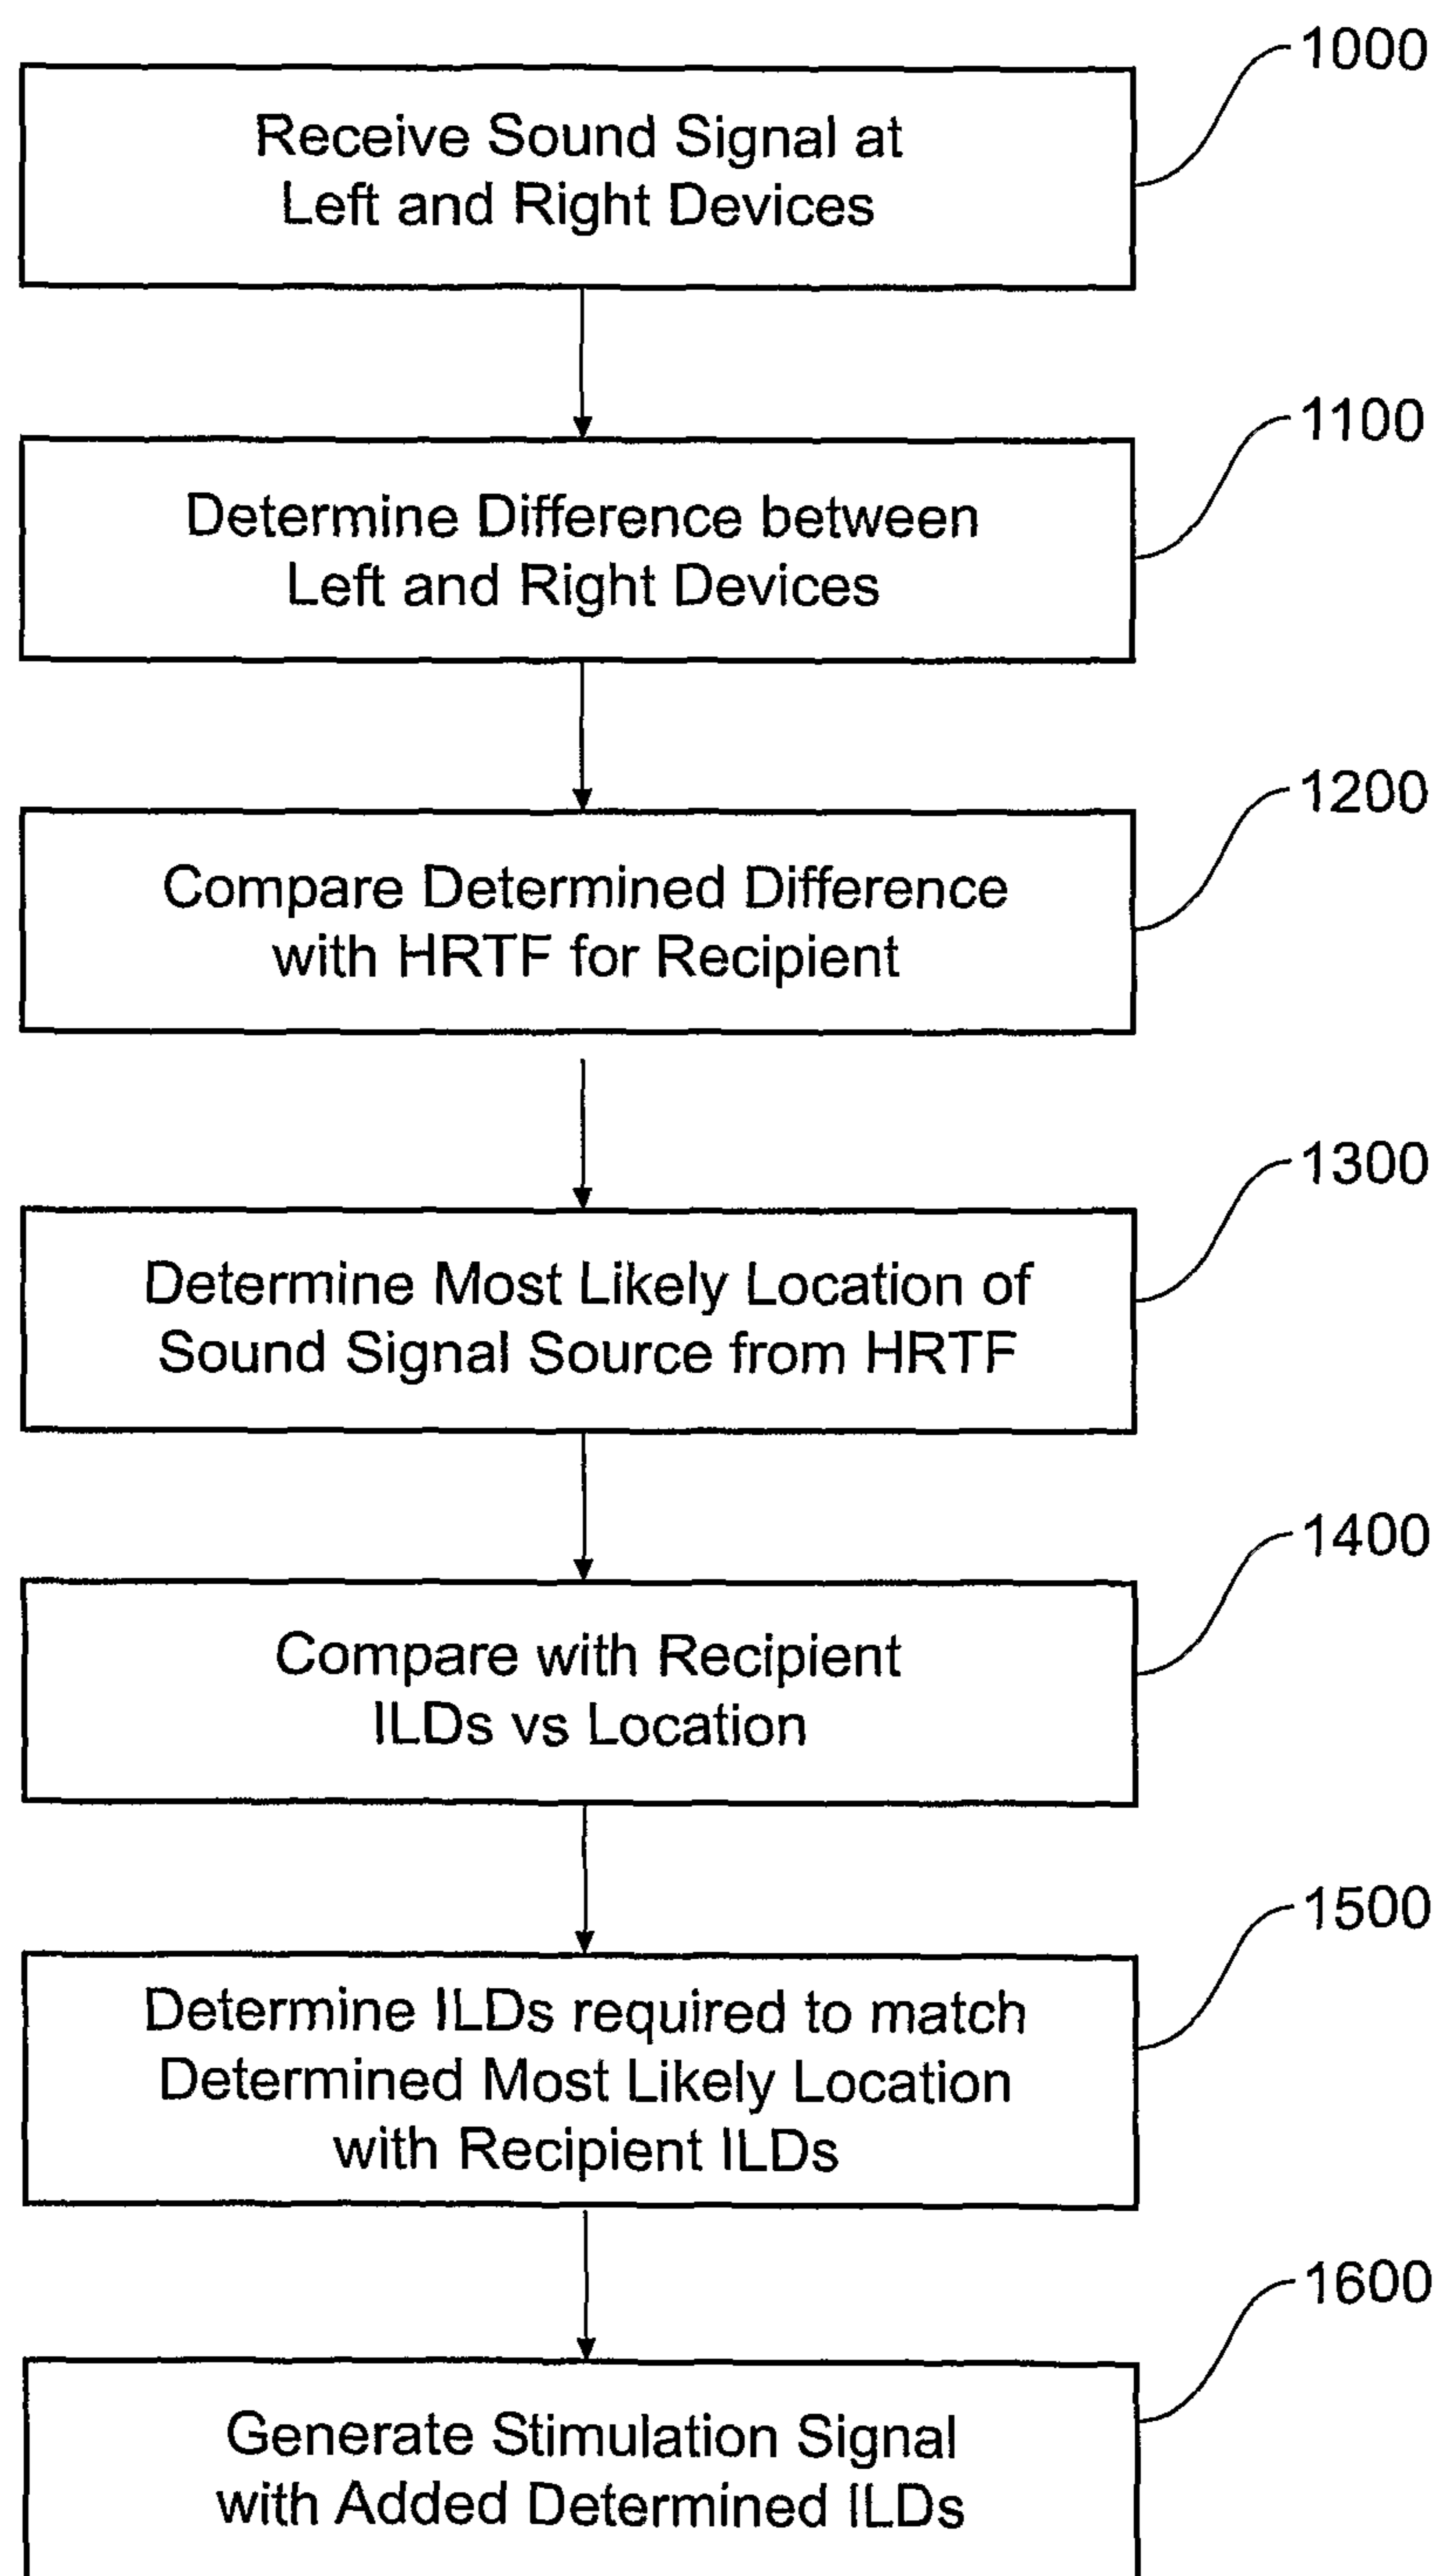 1000
Receive Sound Signal at
Left and Right Devices
1100
Determine Difference between
Left and Right Devices
1200
Compare Determined Difference
with HRTF for Recipient
1300
Determine Most Likely Location of
Sound Signal Source from HRTF
1400
Compare with Recipient
ILDs vs Location
1500
Determine ILDs required to match
Determined Most Likely Location
with Recipient ILDs
1600
Generate Stimulation Signal
with Added Determined ILDs